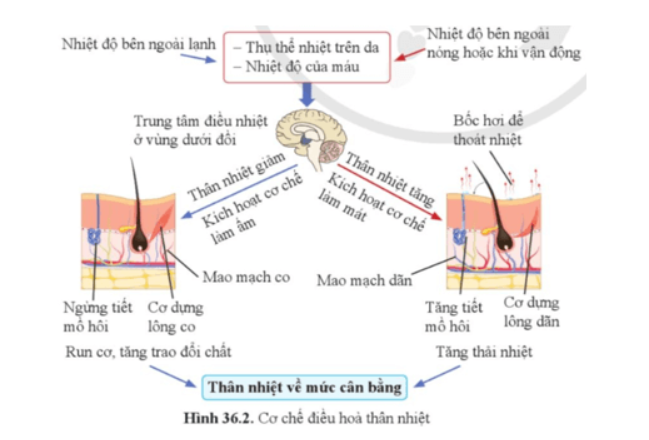 Nhiệt độ bên ngoài lạnh
– Thụ thể nhiệt trên da
– Nhiệt độ của máu
Nhiệt độ bên ngoài
nóng hoặc khi vận động
Trung tâm điều nhiệt
ở vùng dưới đồi
Bốc hơi để
thoát nhiệt
Thân nhiệt giảm
Kích hoạt cơ chế
làm ấm
Thân nhiệt tăng
Kích hoạt cơ chế
làm mát
Mao mạch co
Mao mạch dãn
Ngừng tiết
mồ hôi
Cơ dựng
lông co
Tăng tiết
mồ hôi
Cơ dựng
lông dãn
Run cơ, tăng trao đổi chất
Tăng thải nhiệt
Thân nhiệt về mức cân bằng
Hình 36.2. Cơ chế điều hoà thân nhiệt